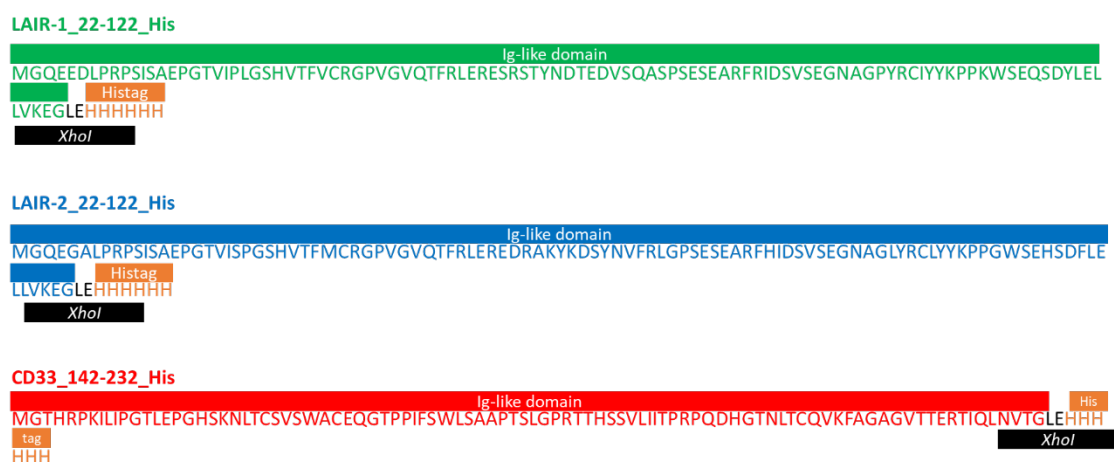 LAIR-1_22-122_His
Ig-like domain
MGQEEDLPRPSISAEPGTVIPLGSHVTFVCRGPVGVQTFRLERESRSTYNDTEDVSQASPSESEARFRIDSVSEGNAGPYRCIYYKPPKWSEQSDYLEL
Histag
LVKEGLEHHHHHH
XhoI
LAIR-2_22-122_His
Ig-like domain
MGQEGALPRPSISAEPGTVISPGSHVTFMCRGPVGVQTFRLEREDRAKYKDSYNVFRLGPSESEARFHIDSVSEGNAGLYRCLYYKPPGWSEHSDFLE
Histag
LLVKEGLEHHHHHH
XhoI
CD33_142-232_His
Ig-like domain
His
MGTHRPKILIPGTLEPGHSKNLTCSVSWACEQGTPPIFSWLSAAPTSLGPRTTHSSVLIITPRPQDHGTNLTCQVKFAGAGVTTERTIQLNVTGLEHHH
tag
XhoI
HHH